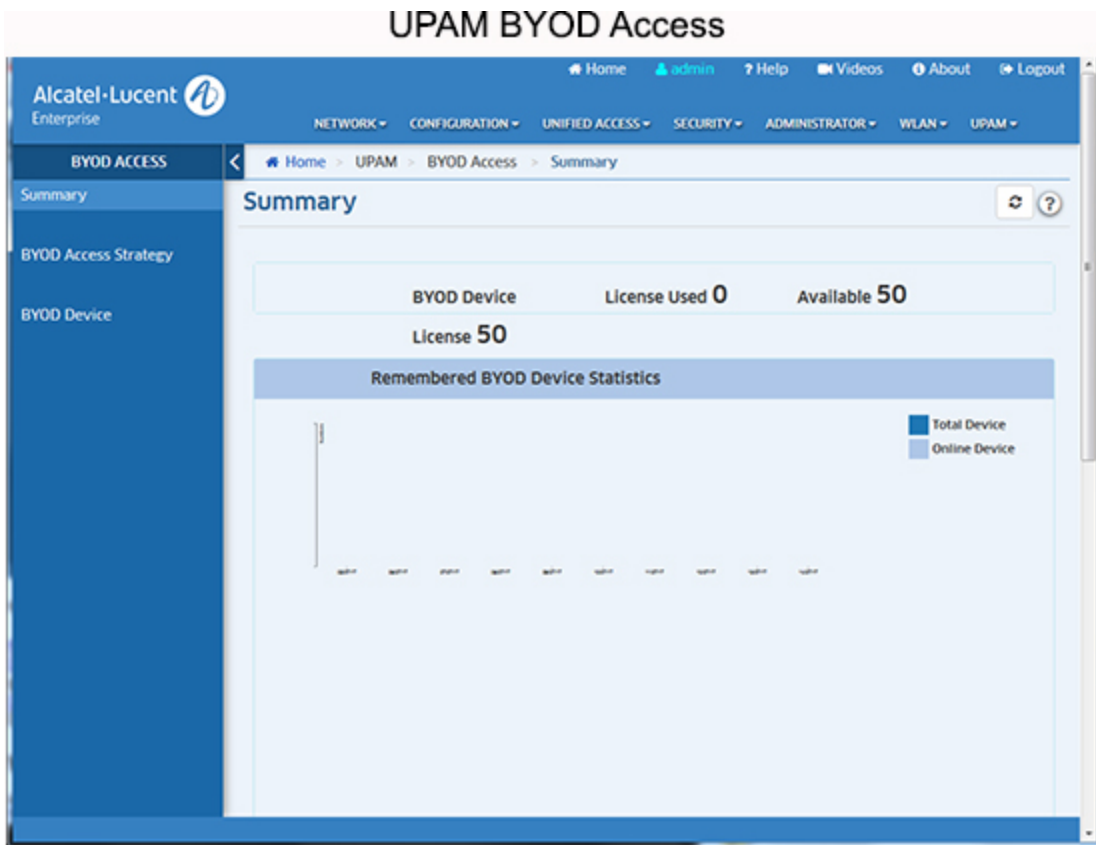 UPAM BYOD Access
Home admin ? Help Videos About Logout
Alcatel·Lucent
Enterprise
NETWORK CONFIGURATION UNIFIED ACCESS SECURITY ADMINISTRATOR WLAN UPAM
BYOD ACCESS < Home > UPAM > BYOD Access > Summary
Summary
Summary ?
BYOD Access Strategy
BYOD Device
BYOD Device License Used 0 Available 50
License 50
Remembered BYOD Device Statistics
Total Device
Online Device